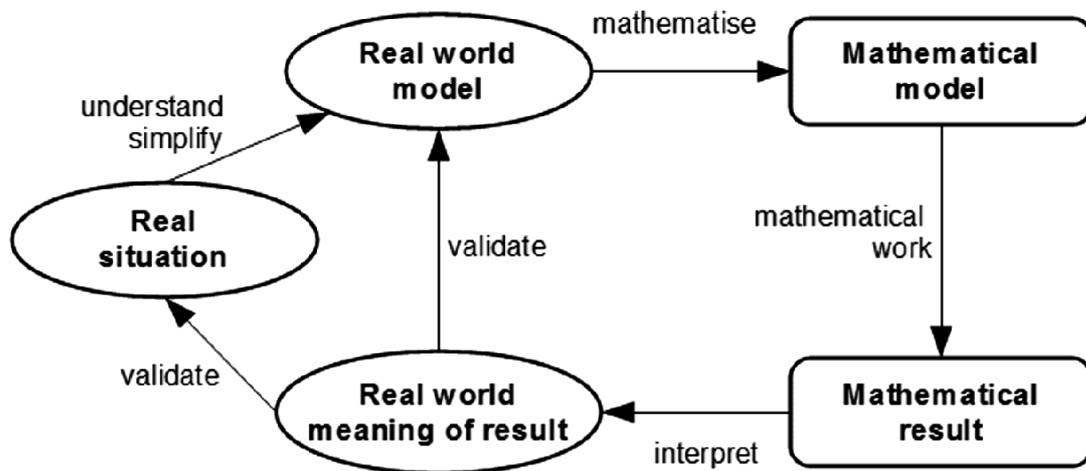 Real world
model
mathematise
Mathematical
model
understand
simplify
Real
situation
validate
mathematical
work
validate
Real world
meaning of result
interpret
Mathematical
result